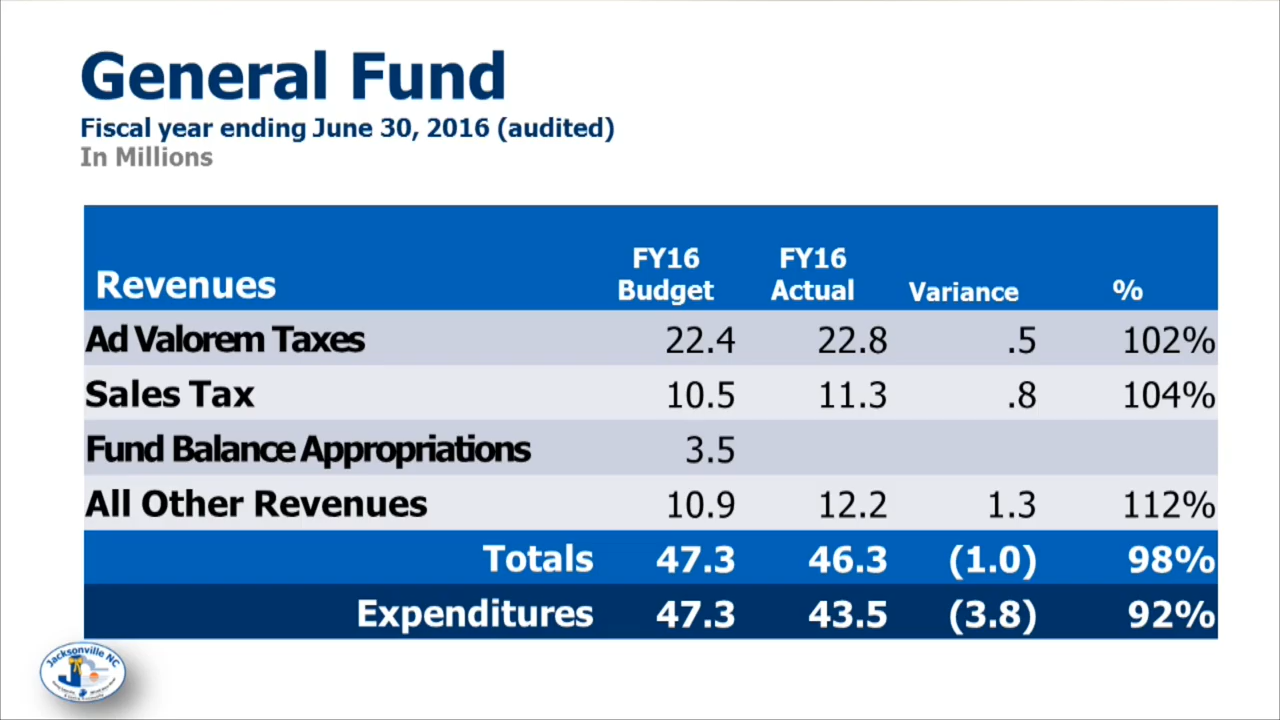 General Fund
Fiscal year ending June 30, 2016 (audited)
In Millions
Revenues FY16 Budget FY16 Actual Variance %
Ad Valorem Taxes 22.4 22.8 .5 102%
Sales Tax 10.5 11.3 .8 104%
Fund Balance Appropriations 3.5
All Other Revenues 10.9 12.2 1.3 112%
Totals 47.3 46.3 (1.0) 98%
Expenditures 47.3 43.5 (3.8) 92%
Jacksonville NC